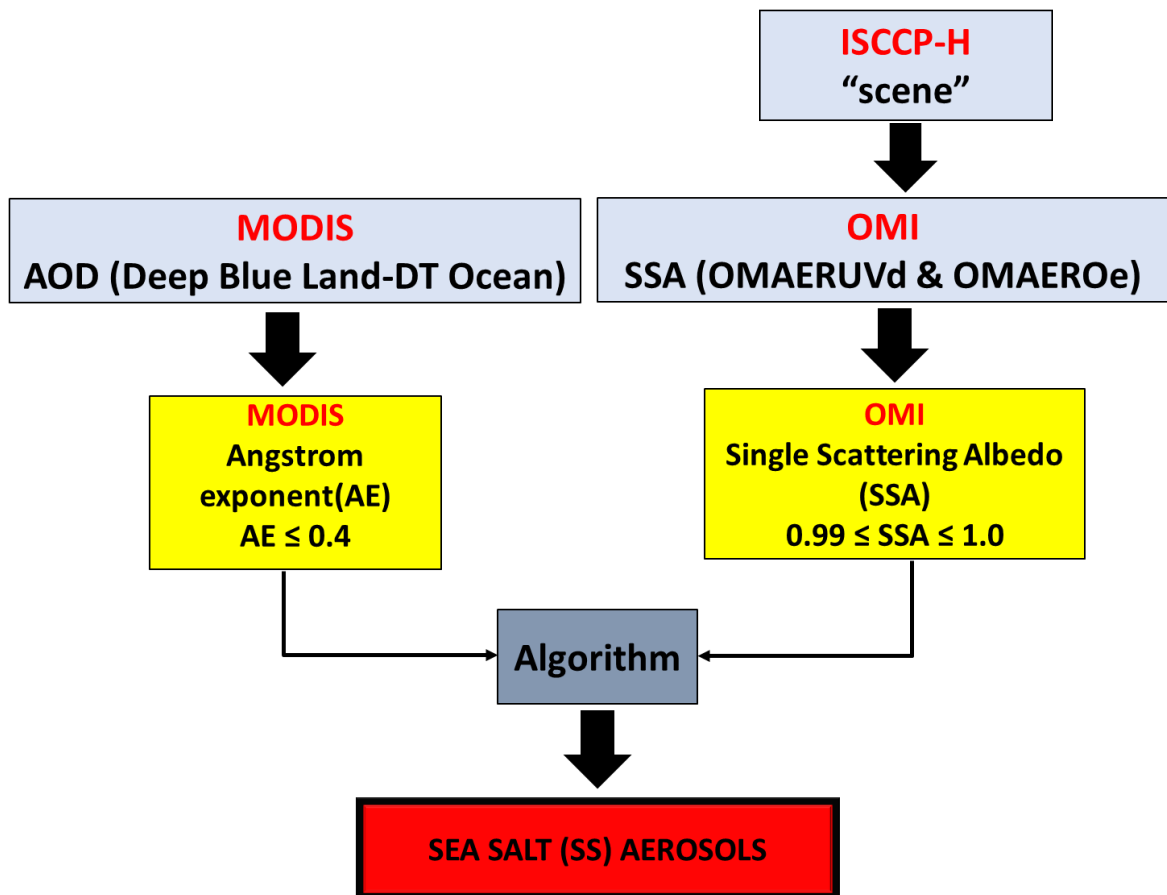 ISCCP-H
“scene”
MODIS
AOD (Deep Blue Land-DT Ocean)
OMI
SSA (OMAERUVd & OMAEROe)
MODIS
Angstrom
exponent(AE)
AE ≤ 0.4
OMI
Single Scattering Albedo
(SSA)
0.99 ≤ SSA ≤ 1.0
Algorithm
SEA SALT (SS) AEROSOLS